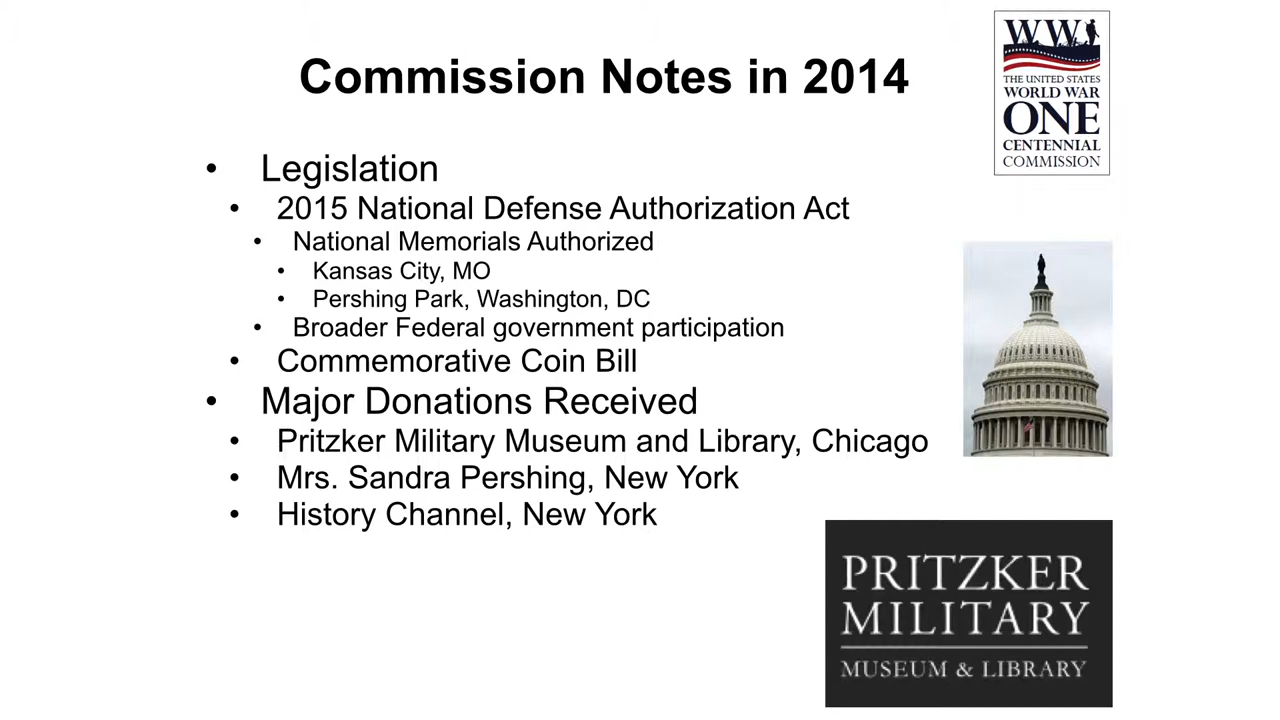 Commission Notes in 2014
WW1
THE UNITED STATES
WORLD WAR
ONE
CENTENNIAL
COMMISSION
• Legislation
• 2015 National Defense Authorization Act
• National Memorials Authorized
• Kansas City, MO
• Pershing Park, Washington, DC
• Broader Federal government participation
• Commemorative Coin Bill
• Major Donations Received
• Pritzker Military Museum and Library, Chicago
• Mrs. Sandra Pershing, New York
• History Channel, New York
PRITZKER
MILITARY
MUSEUM & LIBRARY